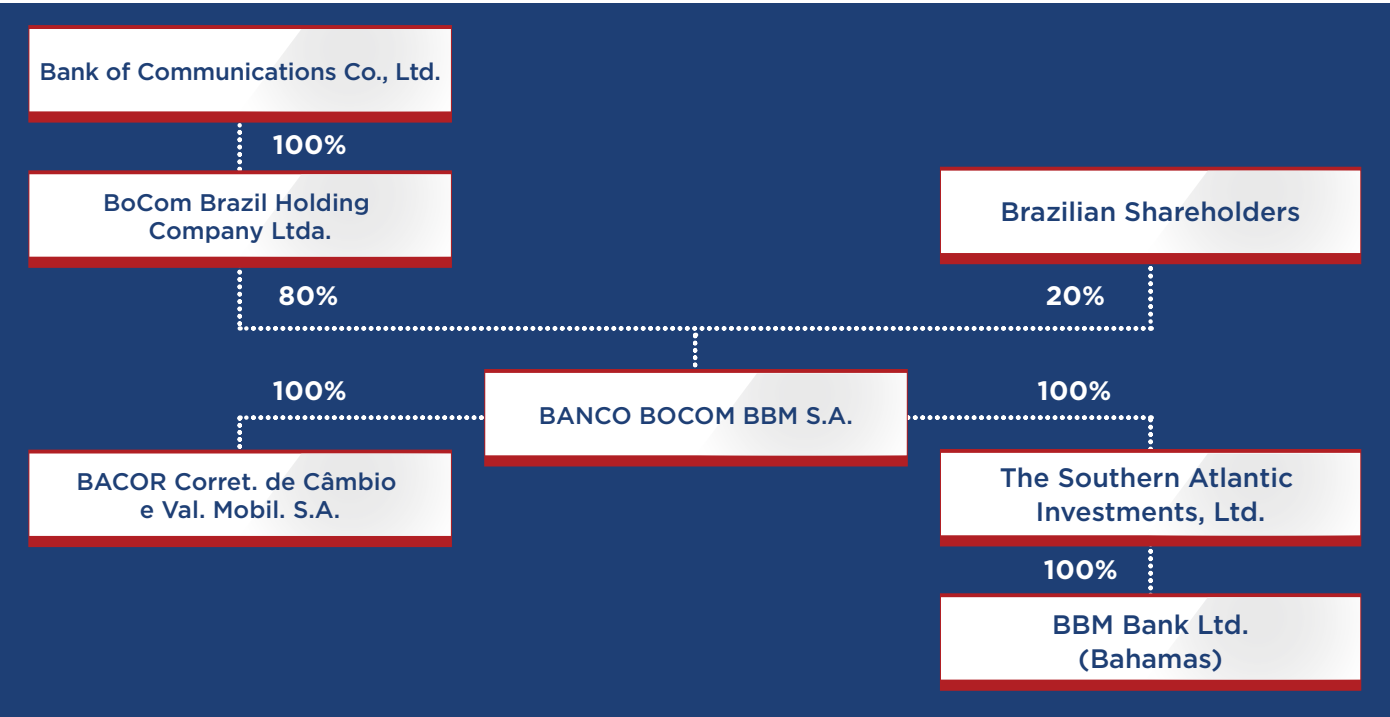 Bank of Communications Co., Ltd.
100%
BoCom Brazil Holding
Company Ltda.
Brazilian Shareholders
80%
20%
100%
BANCO BOCOM BBM S.A.
100%
BACOR Corret. de Câmbio
e Val. Mobil. S.A.
The Southern Atlantic
Investments, Ltd.
100%
BBM Bank Ltd.
(Bahamas)